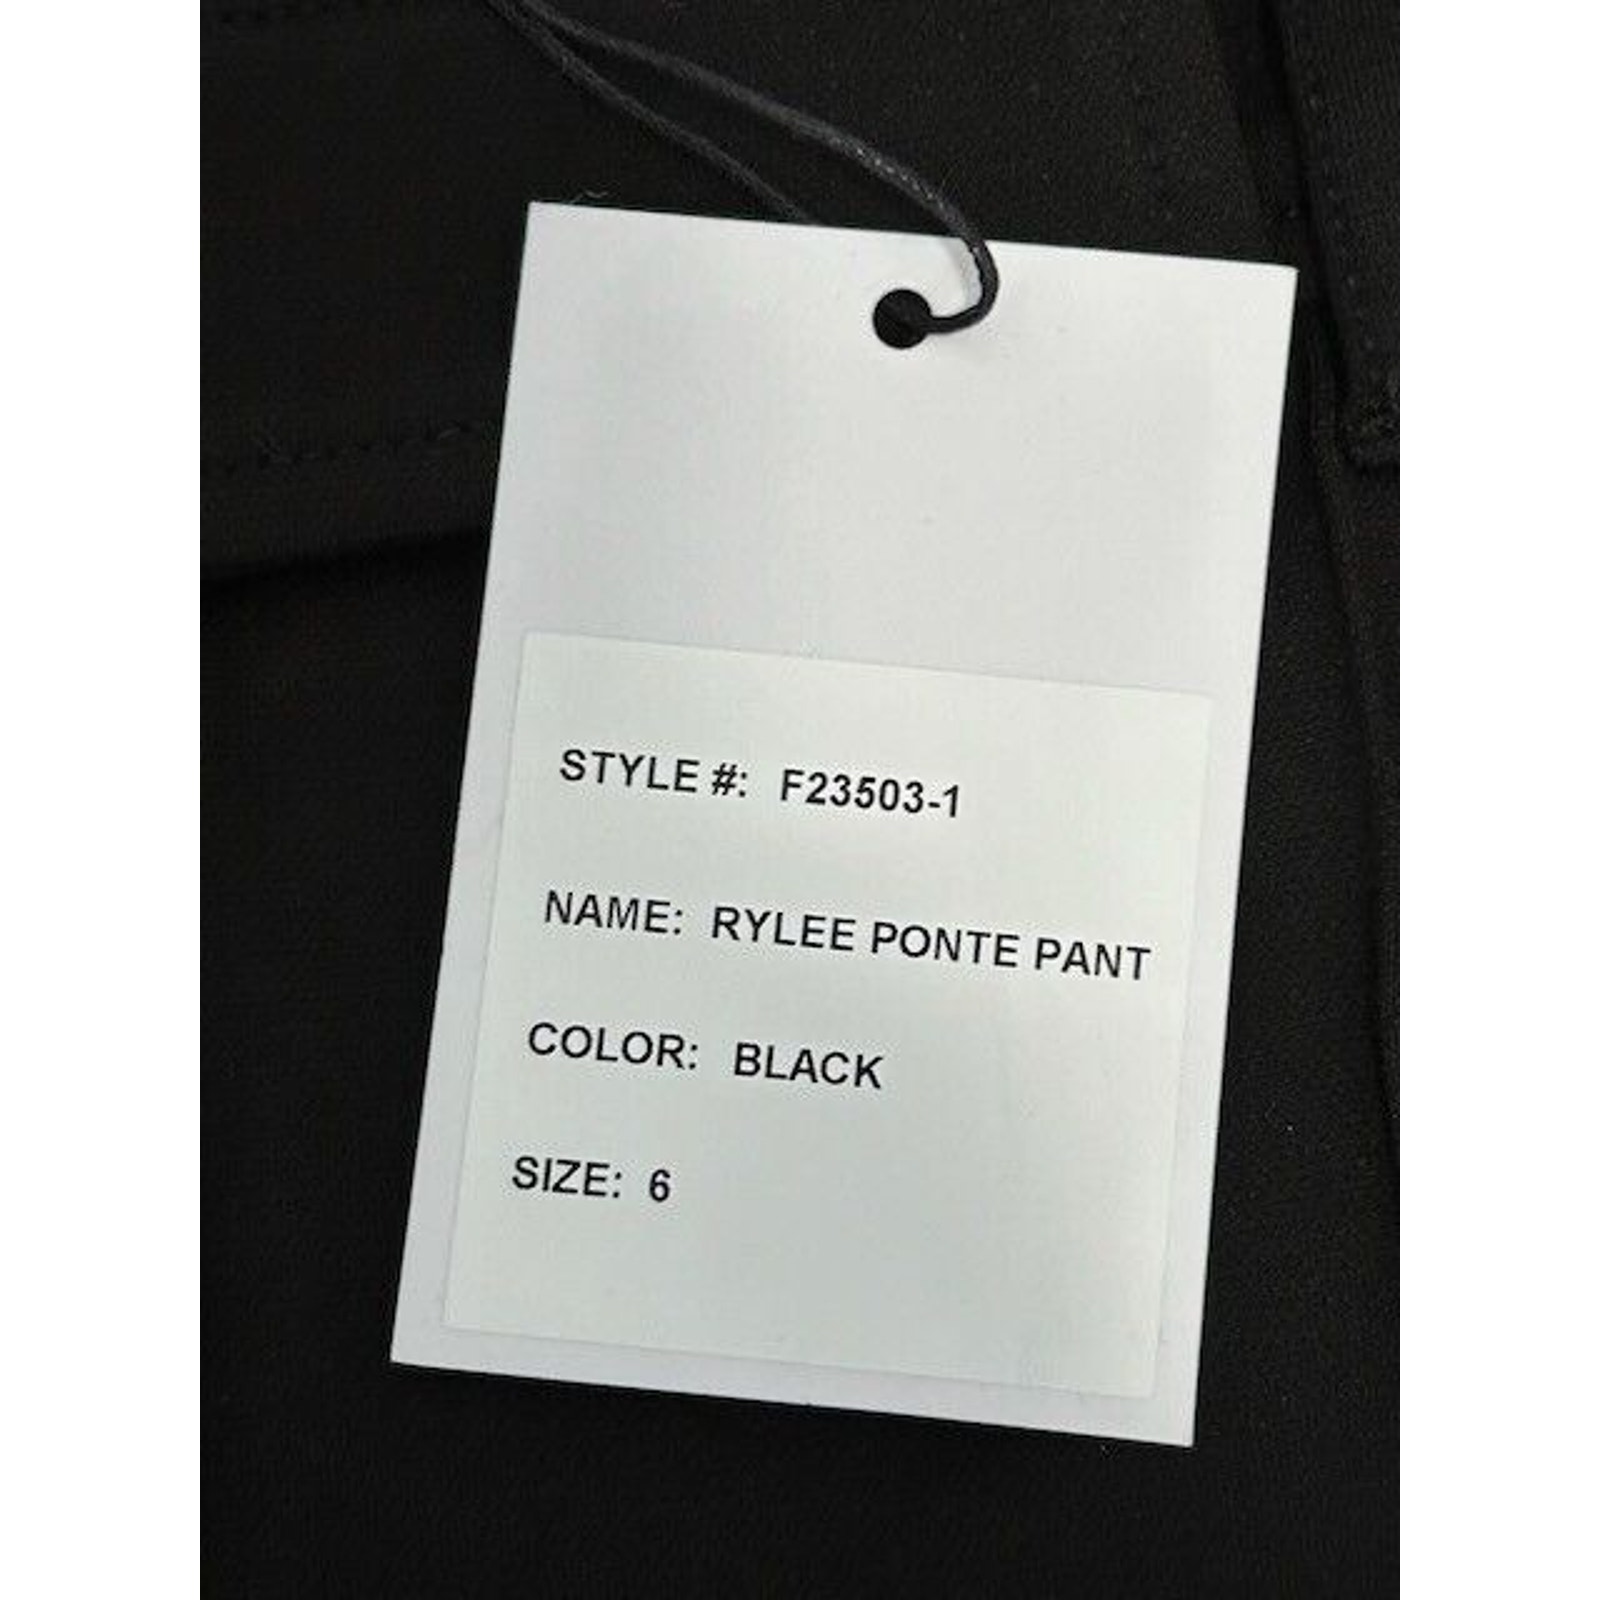 STYLE #: F23503-1
NAME: RYLEE PONTE PANT
COLOR: BLACK
SIZE: 6